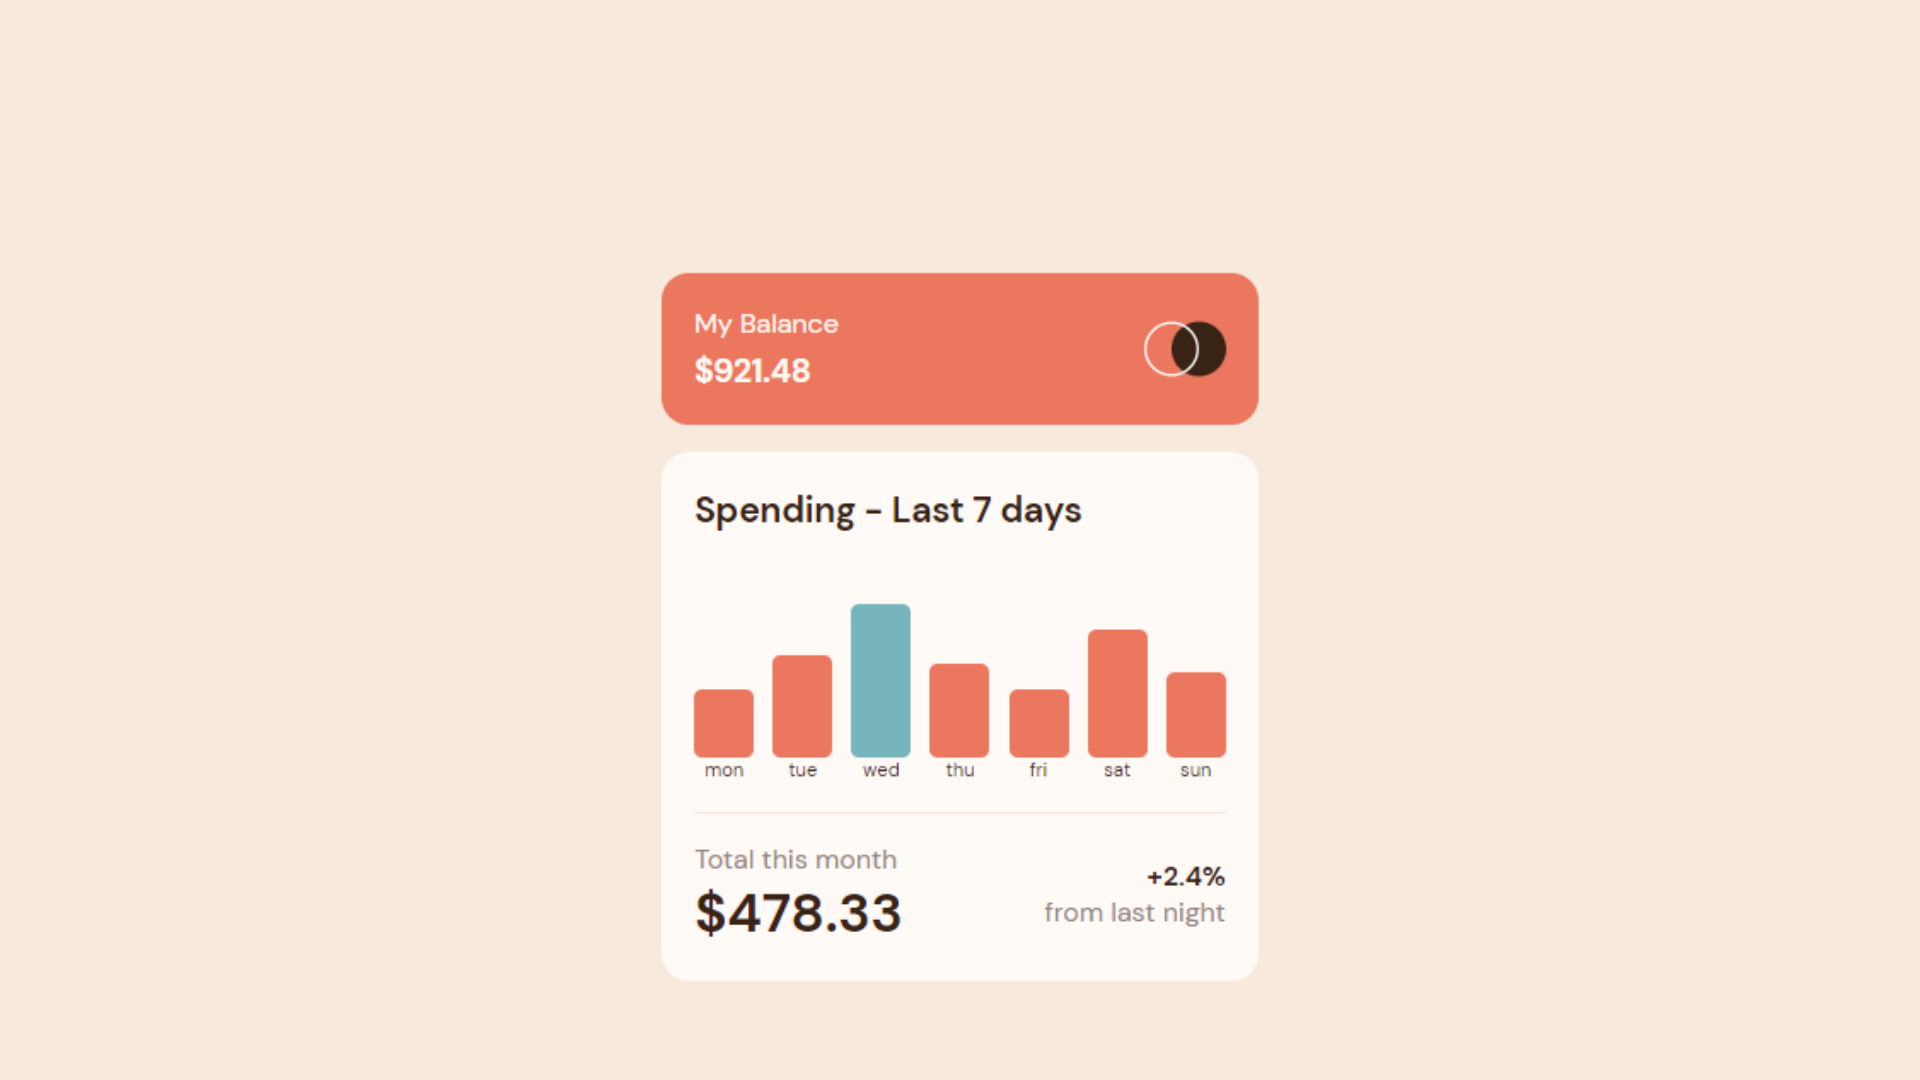 My Balance
$921.48
Spending - Last 7 days
mon tue wed thu fri sat sun
Total this month
$478.33
+2.4%
from last night